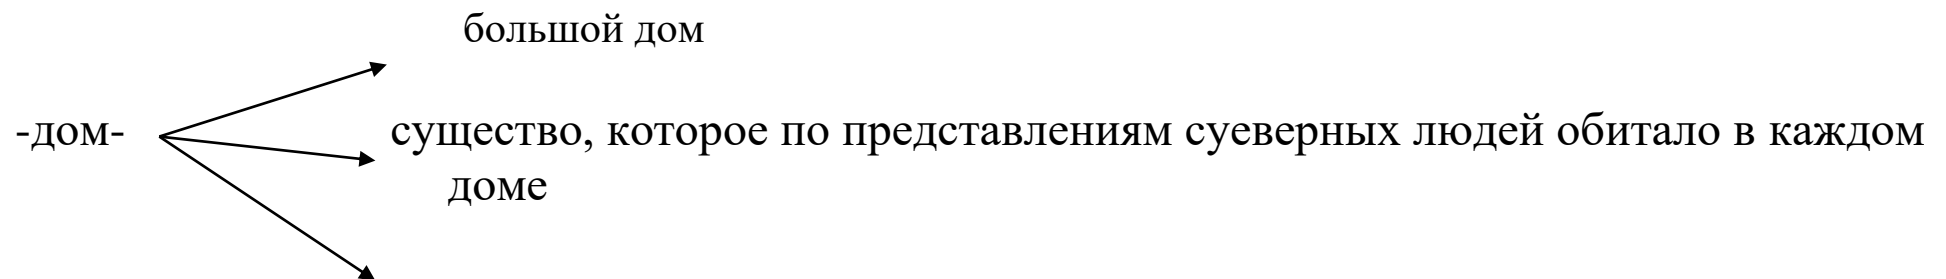 большой дом
-дом- существо, которое по представлениям суеверных людей обитало в каждом
доме